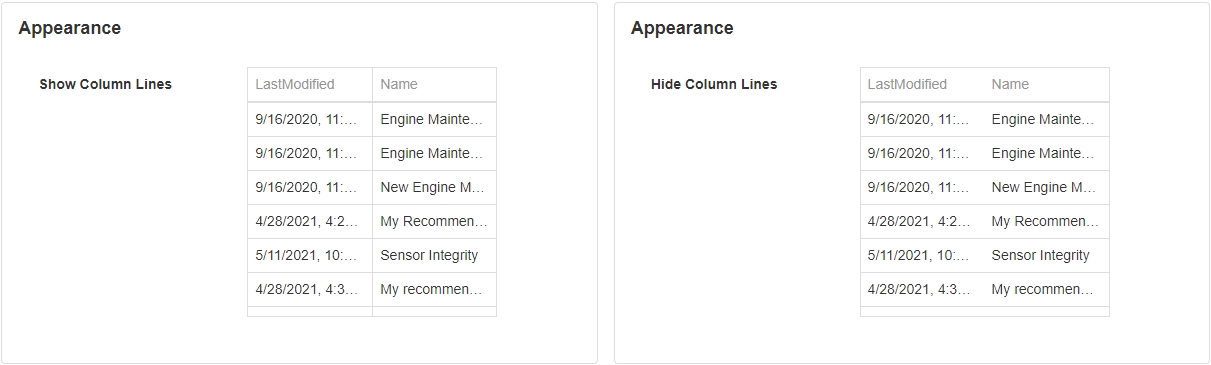 Appearance
Show Column Lines
LastModified Name
9/16/2020, 11:... Engine Mainte...
9/16/2020, 11:... Engine Mainte...
9/16/2020, 11:... New Engine M...
4/28/2021, 4:2... My Recommen...
5/11/2021, 10:... Sensor Integrity
4/28/2021, 4:3... My recommen...
Appearance
Hide Column Lines
LastModified Name
9/16/2020, 11:... Engine Mainte...
9/16/2020, 11:... Engine Mainte...
9/16/2020, 11:... New Engine M...
4/28/2021, 4:2... My Recommen...
5/11/2021, 10:... Sensor Integrity
4/28/2021, 4:3... My recommen...